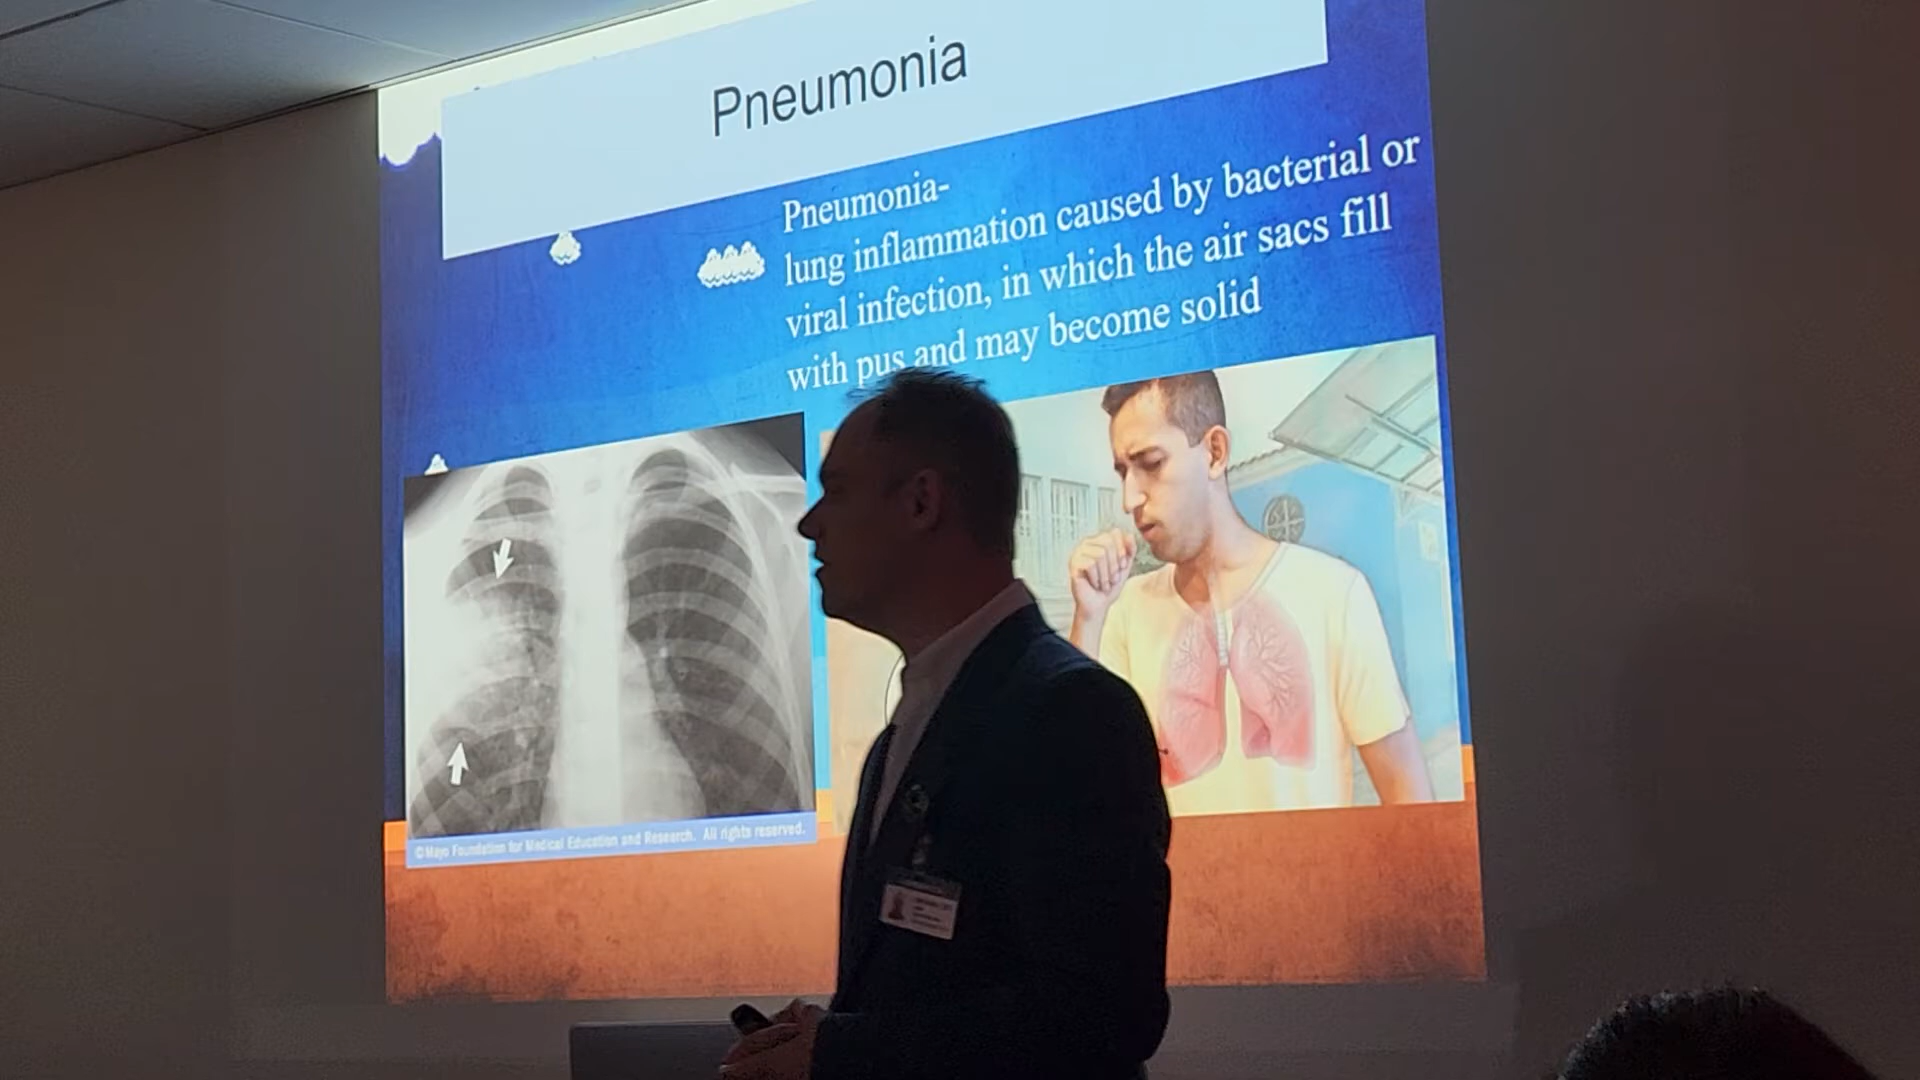 Pneumonia
Pneumonia-
lung inflammation caused by bacterial or
viral infection, in which the air sacs fill
with pus and may become solid
©Mayo Foundation for Medical Education and Research. All rights reserved.